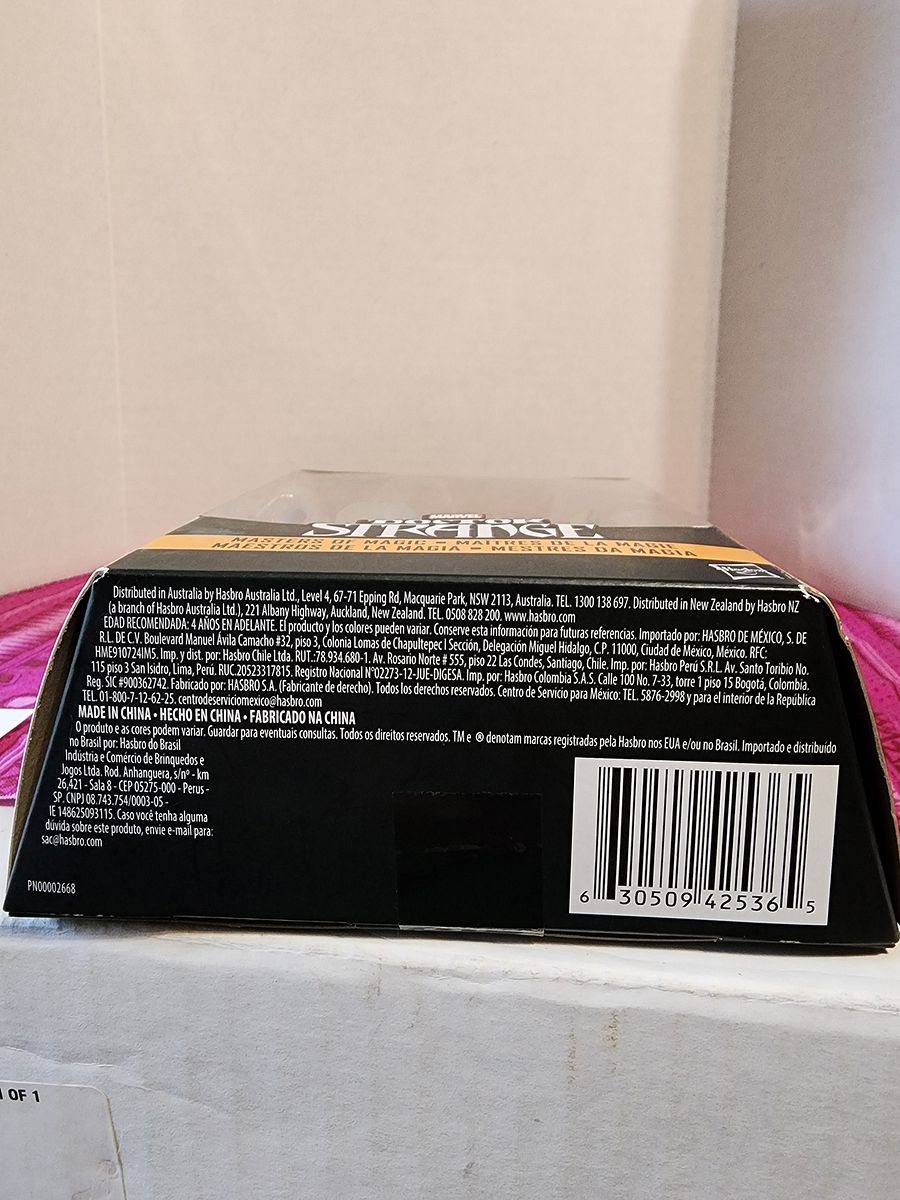 MARVEL
DOCTOR
STRANGE
MASTERS OF MAGIC – MAÎTRES DE LA MAGIE
MAESTROS DE LA MAGIA – MESTRES DA MAGIA
Hasbro
Distributed in Australia by Hasbro Australia Ltd., Level 4, 67-71 Epping Rd, Macquarie Park, NSW 2113, Australia. TEL. 1300 138 697. Distributed in New Zealand by Hasbro NZ
(a branch of Hasbro Australia Ltd.), 221 Albany Highway, Auckland, New Zealand. TEL. 0508 828 200. www.hasbro.com
EDAD RECOMENDADA: 4 AÑOS EN ADELANTE. El producto y los colores pueden variar. Conserve esta información para futuras referencias. Importado por: HASBRO DE MÉXICO, S. DE
R.L. DE C.V. Boulevard Manuel Ávila Camacho #32, piso 3, Colonia Lomas de Chapultepec I Sección, Delegación Miguel Hidalgo, C.P. 11000, Ciudad de México, México. RFC:
HME910724IM5. Imp. y dist. por: Hasbro Chile Ltda. RUT.:78.934.680-1. Av. Rosario Norte # 555, piso 22 Las Condes, Santiago, Chile. Imp. por: Hasbro Perú S.R.L. Av. Santo Toribio No.
115 piso 3 San Isidro, Lima, Perú. RUC.20523317815. Registro Nacional N°02273-12-JUE-DIGESA. Imp. por: Hasbro Colombia S.A.S. Calle 100 No. 7-33, torre 1 piso 15 Bogotá, Colombia.
Reg. SIC #900362742. Fabricado por: HASBRO S.A. (Fabricante de derecho). Todos los derechos reservados. Centro de Servicio para México: TEL. 5876-2998 y para el interior de la República
TEL. 01-800-7-12-62-25. centrodeserviciomexico@hasbro.com
MADE IN CHINA • HECHO EN CHINA • FABRICADO NA CHINA
O produto e as cores podem variar. Guardar para eventuais consultas. Todos os direitos reservados. TM e ® denotam marcas registradas pela Hasbro nos EUA e/ou no Brasil. Importado e distribuído
no Brasil por: Hasbro do Brasil
Indústria e Comércio de Brinquedos e
Jogos Ltda. Rod. Anhanguera, s/nº - km
26,421 - Sala 8 - CEP 05275-000 - Perus -
SP. CNPJ 08.743.754/0003-05 -
IE 148625093115. Caso você tenha alguma
dúvida sobre este produto, envie e-mail para:
sac@hasbro.com
PN00002668
6 30509 42536 5
1 OF 1